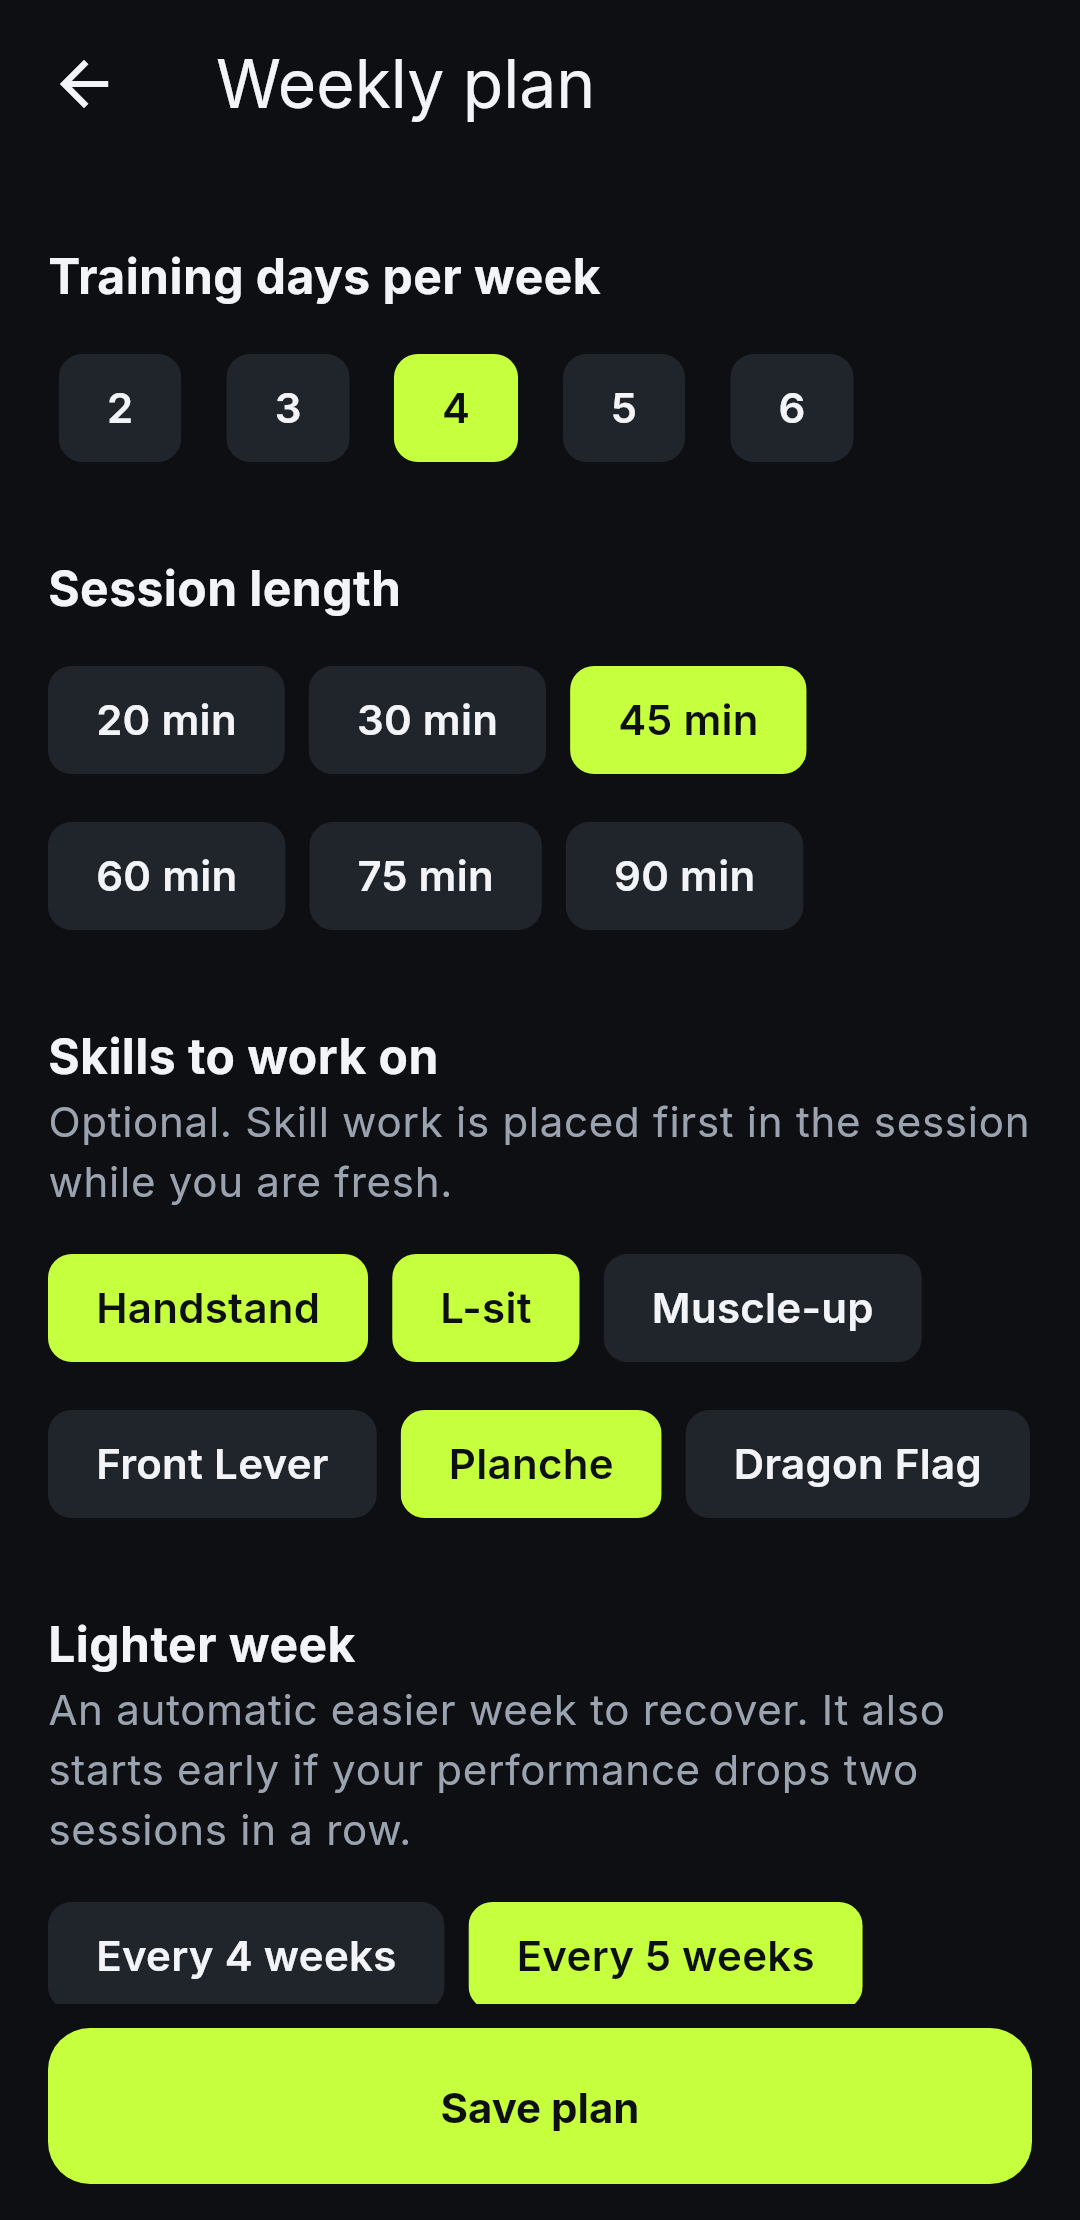 Weekly plan
Training days per week
2 3 4 5 6
Session length
20 min 30 min 45 min
60 min 75 min 90 min
Skills to work on
Optional. Skill work is placed first in the session
while you are fresh.
Handstand L-sit Muscle-up
Front Lever Planche Dragon Flag
Lighter week
An automatic easier week to recover. It also
starts early if your performance drops two
sessions in a row.
Every 4 weeks Every 5 weeks
Save plan